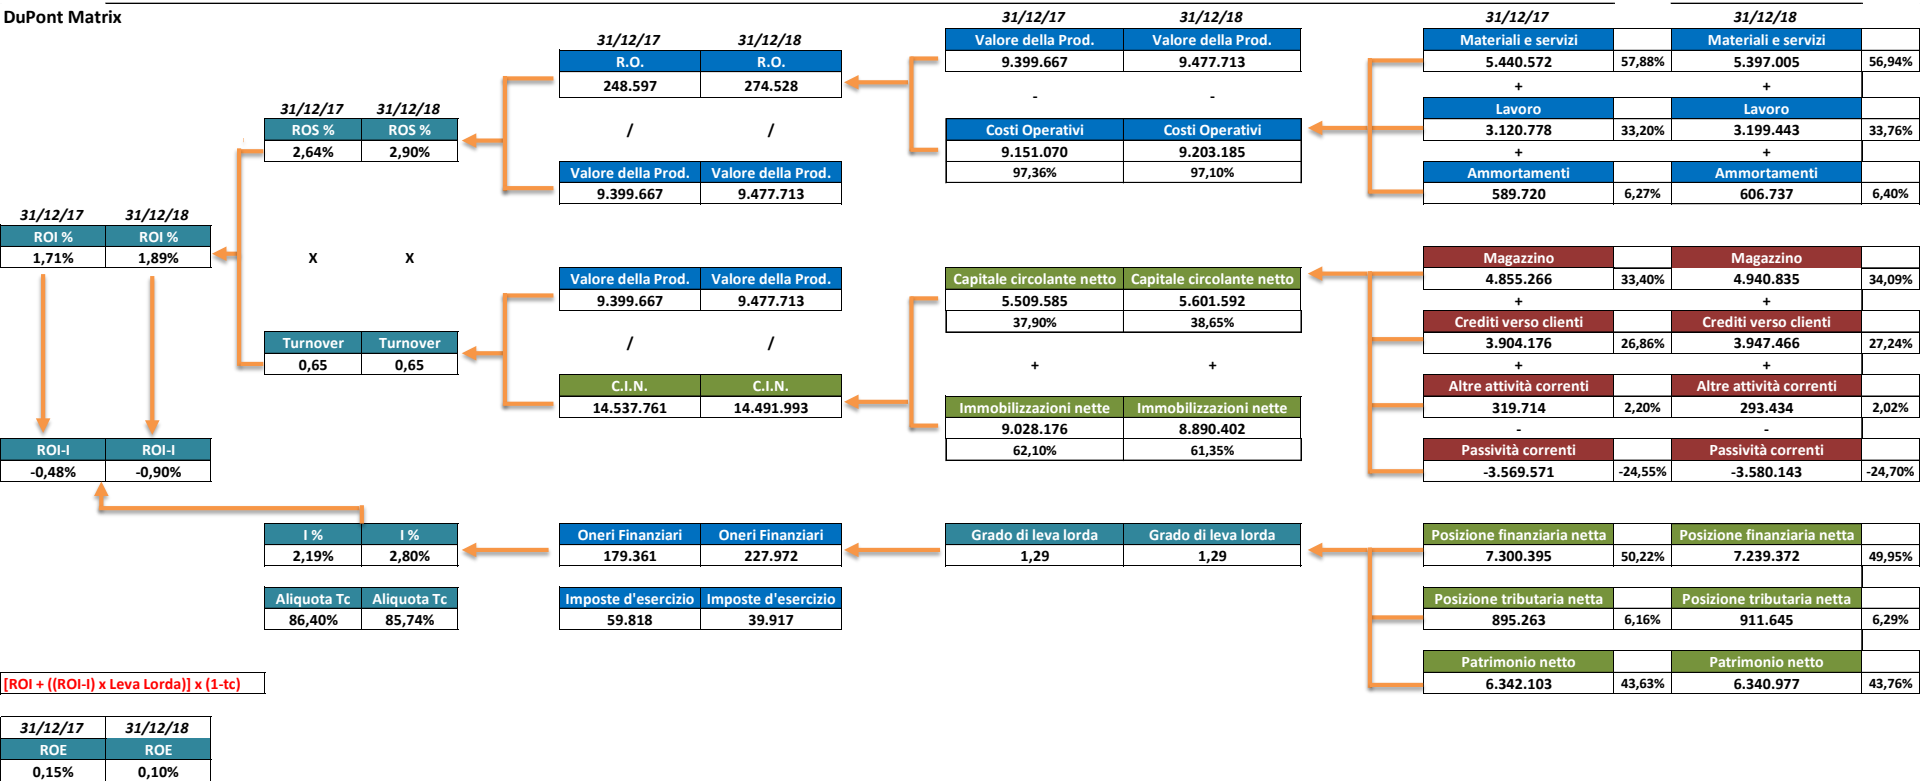 DuPont Matrix
31/12/17 31/12/18 31/12/17 31/12/18
Valore della Prod. Valore della Prod. Materiali e servizi Materiali e servizi
31/12/17 31/12/18
R.O. R.O. 9.399.667 9.477.713 5.440.572 57,88% 5.397.005 56,94%
248.597 274.528 + +
- -
31/12/17 31/12/18 Lavoro Lavoro
ROS % ROS % / / Costi Operativi Costi Operativi 3.120.778 33,20% 3.199.443 33,76%
2,64% 2,90% 9.151.070 9.203.185 + +
Valore della Prod. Valore della Prod. 97,36% 97,10% Ammortamenti Ammortamenti
9.399.667 9.477.713 589.720 6,27% 606.737 6,40%
31/12/17 31/12/18
ROI % ROI %
1,71% 1,89% x x Magazzino Magazzino
Valore della Prod. Valore della Prod. Capitale circolante netto Capitale circolante netto 4.855.266 33,40% 4.940.835 34,09%
9.399.667 9.477.713 5.509.585 5.601.592 + +
37,90% 38,65% Crediti verso clienti Crediti verso clienti
Turnover Turnover / / 3.904.176 26,86% 3.947.466 27,24%
0,65 0,65 + + + +
C.I.N. C.I.N. Altre attività correnti Altre attività correnti
14.537.761 14.491.993 Immobilizzazioni nette Immobilizzazioni nette 319.714 2,20% 293.434 2,02%
9.028.176 8.890.402 - -
ROI-I ROI-I 62,10% 61,35% Passività correnti Passività correnti
-0,48% -0,90% -3.569.571 -24,55% -3.580.143 -24,70%
I % I % Oneri Finanziari Oneri Finanziari Grado di leva lorda Grado di leva lorda Posizione finanziaria netta Posizione finanziaria netta
2,19% 2,80% 179.361 227.972 1,29 1,29 7.300.395 50,22% 7.239.372 49,95%
Aliquota Tc Aliquota Tc Imposte d'esercizio Imposte d'esercizio Posizione tributaria netta Posizione tributaria netta
86,40% 85,74% 59.818 39.917 895.263 6,16% 911.645 6,29%
Patrimonio netto Patrimonio netto
[ROI + ((ROI-I) x Leva Lorda)] x (1-tc) 6.342.103 43,63% 6.340.977 43,76%
31/12/17 31/12/18
ROE ROE
0,15% 0,10%